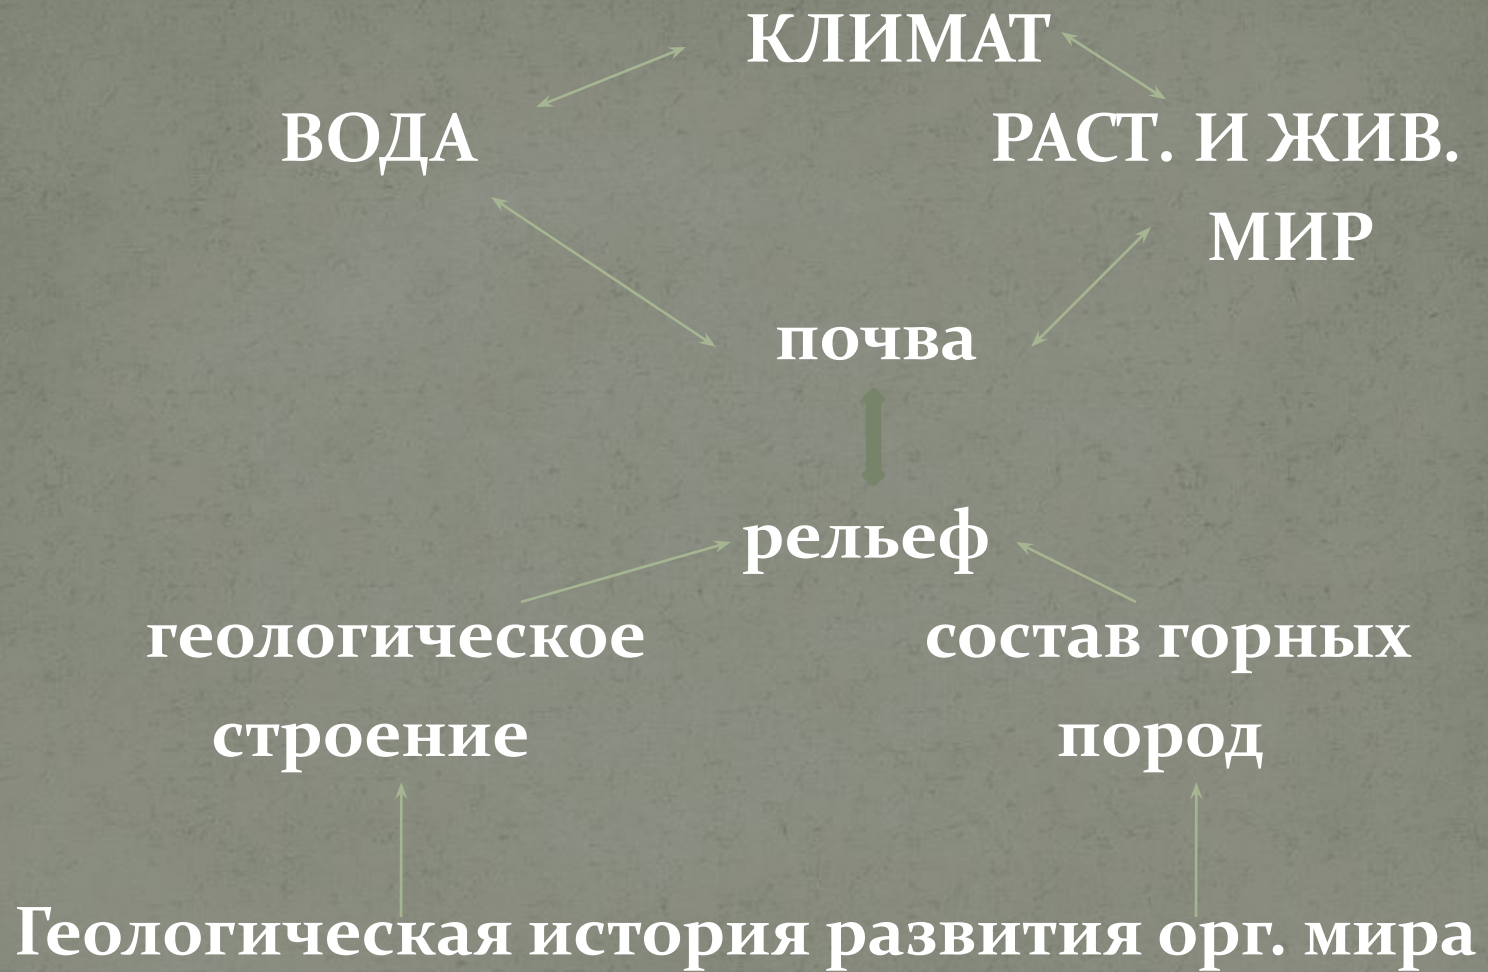 КЛИМАТ
ВОДА РАСТ. И ЖИВ.
МИР
почва
рельеф
геологическое состав горных
строение пород
Геологическая история развития орг. мира